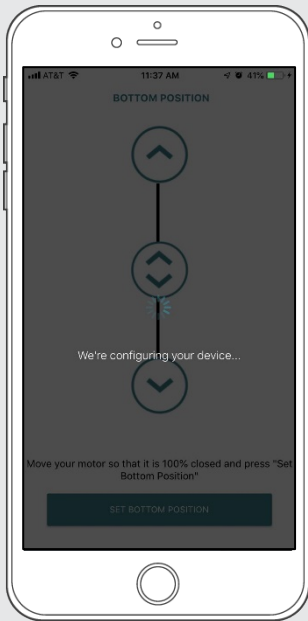 AT&T 11:37 AM 41%
BOTTOM POSITION
We're configuring your device...
Move your motor so that it is 100% closed and press "Set
Bottom Position"
SET BOTTOM POSITION